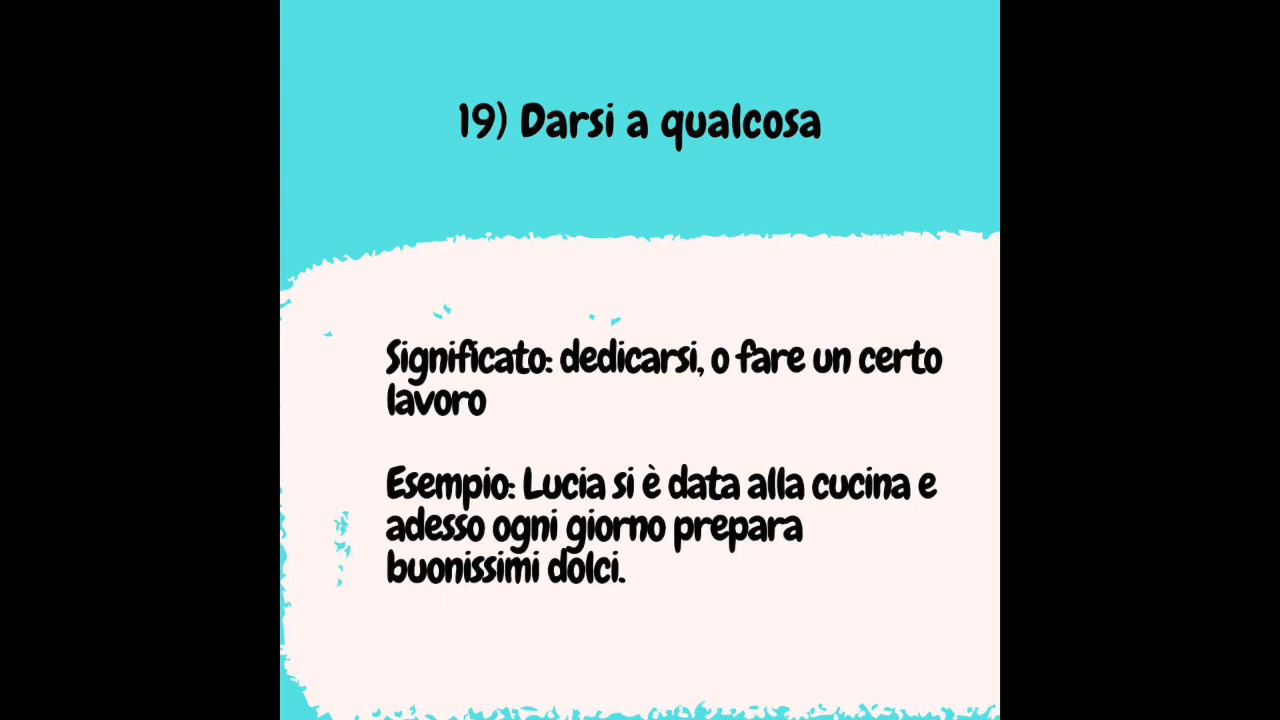 19) Darsi a qualcosa
Significato: dedicarsi, o fare un certo
lavoro
Esempio: Lucia si è data alla cucina e
adesso ogni giorno prepara
buonissimi dolci.